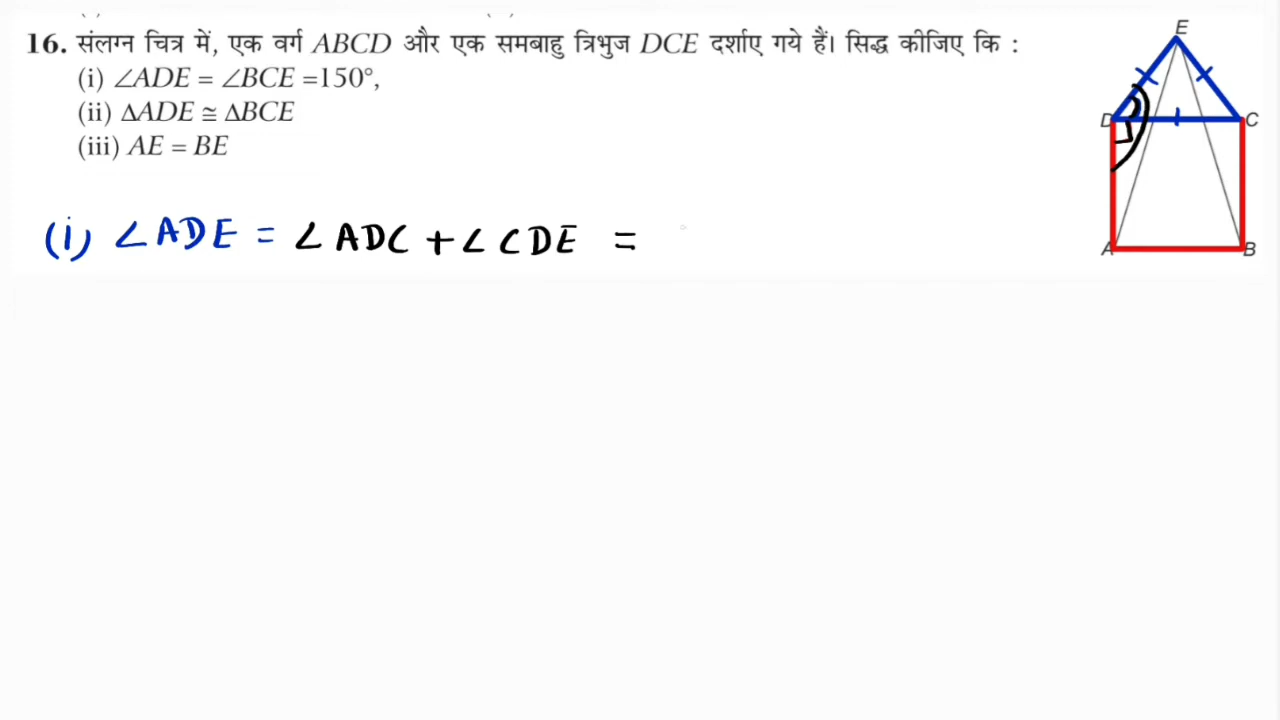 16. संलग्न चित्र में, एक वर्ग ABCD और एक समबाहु त्रिभुज DCE दर्शाए गये हैं। सिद्ध कीजिए कि :
(i) ∠ADE = ∠BCE =150°,
(ii) ΔADE ≅ ΔBCE
(iii) AE = BE
E
D
C
A
B
(i) ∠ADE = ∠ADC + ∠CDE =